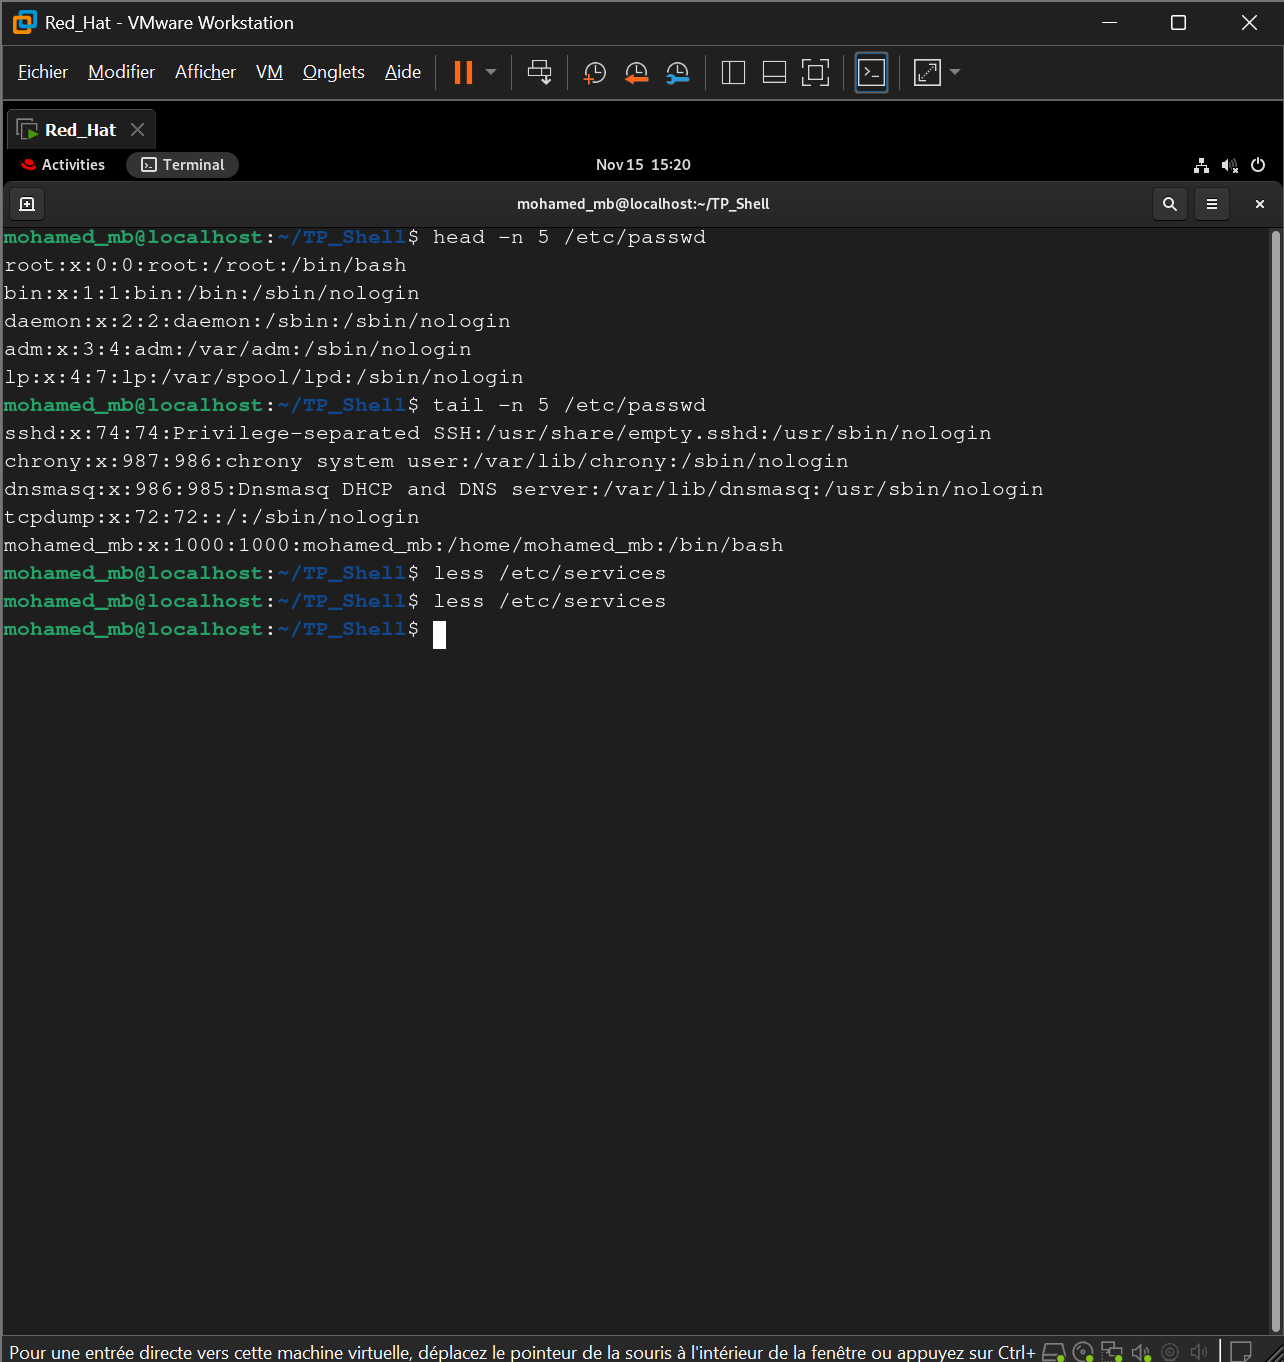 Red_Hat - VMware Workstation
Fichier Modifier Afficher VM Onglets Aide
Red_Hat
Activities Terminal Nov 15 15:20
mohamed_mb@localhost:~/TP_Shell
mohamed_mb@localhost:~/TP_Shell$ head -n 5 /etc/passwd
root:x:0:0:root:/root:/bin/bash
bin:x:1:1:bin:/bin:/sbin/nologin
daemon:x:2:2:daemon:/sbin:/sbin/nologin
adm:x:3:4:adm:/var/adm:/sbin/nologin
lp:x:4:7:lp:/var/spool/lpd:/sbin/nologin
mohamed_mb@localhost:~/TP_Shell$ tail -n 5 /etc/passwd
sshd:x:74:74:Privilege-separated SSH:/usr/share/empty.sshd:/usr/sbin/nologin
chrony:x:987:986:chrony system user:/var/lib/chrony:/sbin/nologin
dnsmasq:x:986:985:Dnsmasq DHCP and DNS server:/var/lib/dnsmasq:/usr/sbin/nologin
tcpdump:x:72:72::/:/sbin/nologin
mohamed_mb:x:1000:1000:mohamed_mb:/home/mohamed_mb:/bin/bash
mohamed_mb@localhost:~/TP_Shell$ less /etc/services
mohamed_mb@localhost:~/TP_Shell$ less /etc/services
mohamed_mb@localhost:~/TP_Shell$
Pour une entrée directe vers cette machine virtuelle, déplacez le pointeur de la souris à l'intérieur de la fenêtre ou appuyez sur Ctrl+